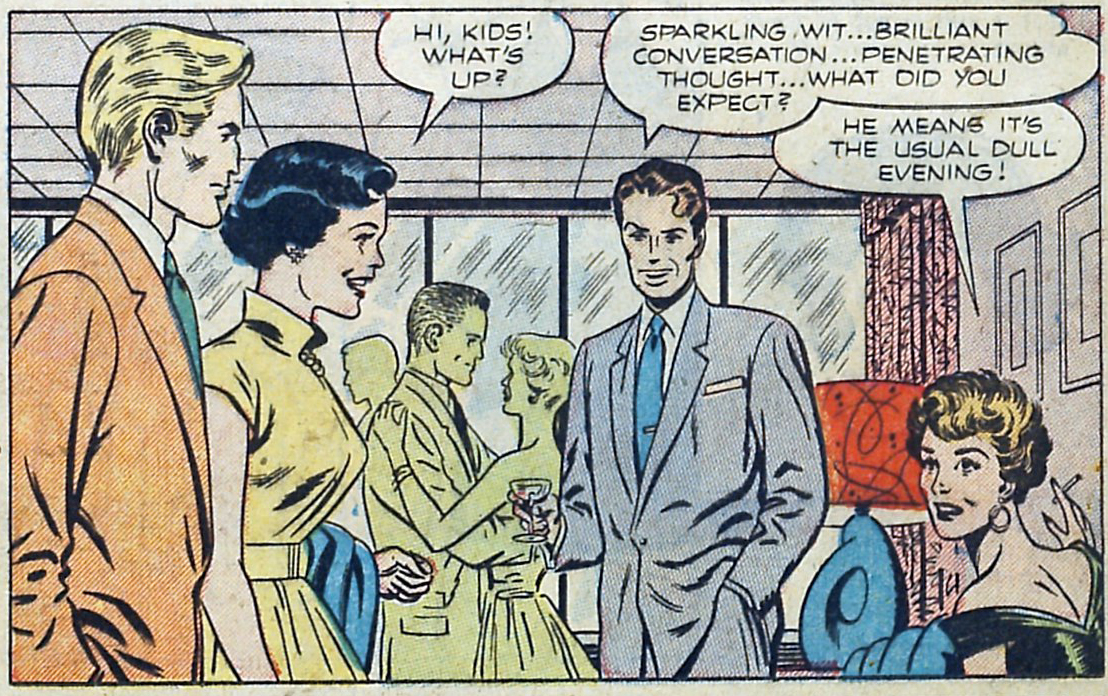 HI, KIDS!
WHAT'S
UP?
SPARKLING WIT...BRILLIANT
CONVERSATION...PENETRATING
THOUGHT...WHAT DID YOU
EXPECT?
HE MEANS IT'S
THE USUAL DULL
EVENING!